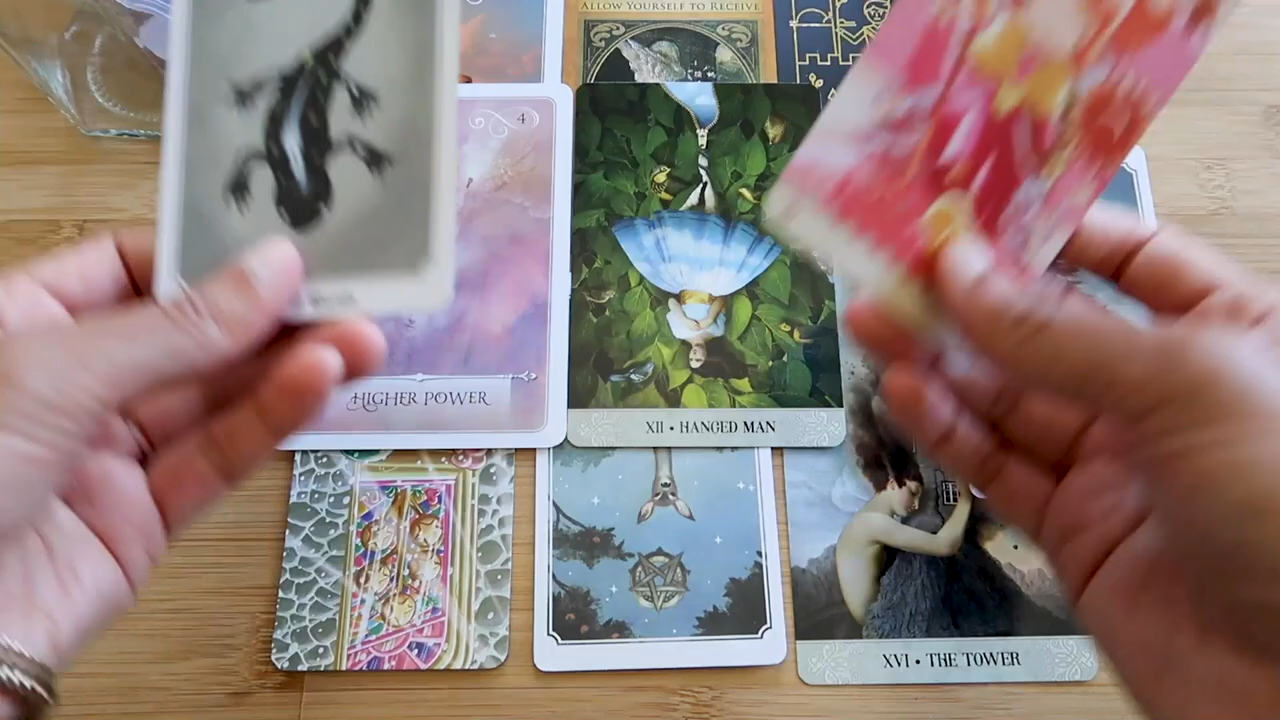 ALLOW YOURSELF TO RECEIVE
4
HIGHER POWER
XII • HANGED MAN
XVI • THE TOWER